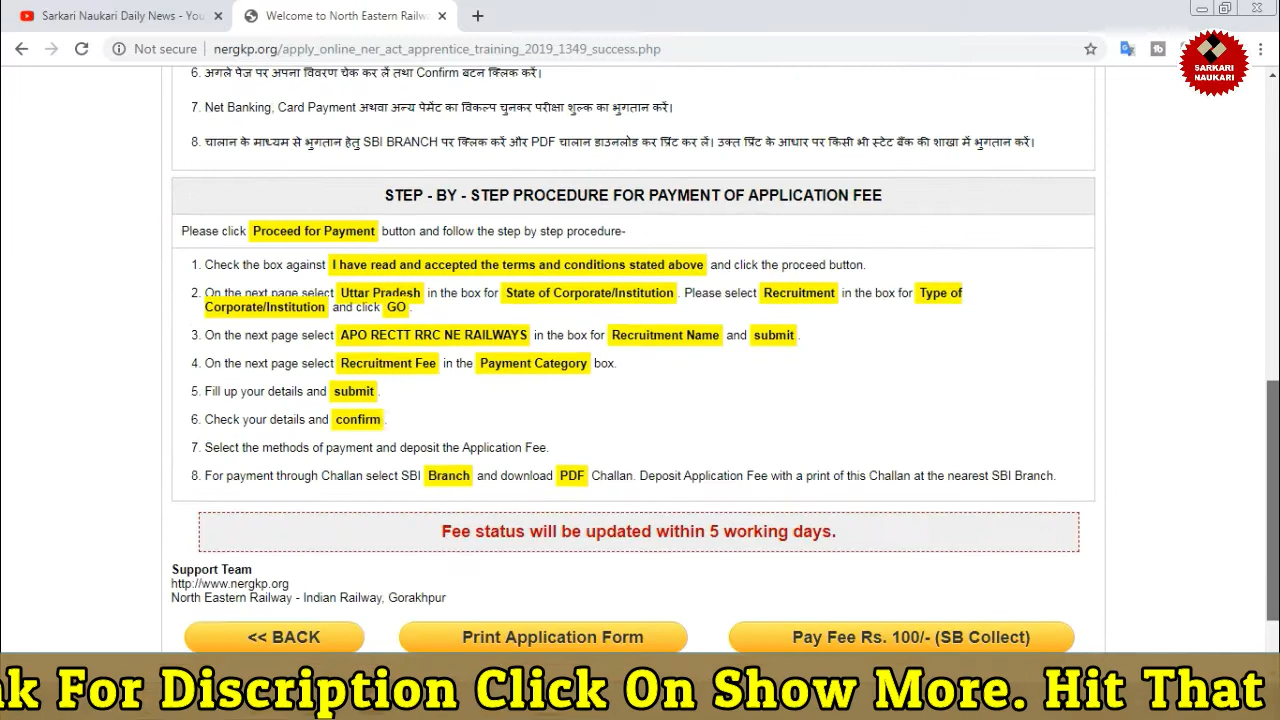 Sarkari Naukari Daily News - You
Welcome to North Eastern Railwa
Not secure
nergkp.org/apply_online_ner_act_apprentice_training_2019_1349_success.php
SARKARI
NAUKARI
6. अगले पेज पर अपना विवरण चेक कर लें तथा Confirm बटन क्लिक करें।
7. Net Banking, Card Payment अथवा अन्य पेमेंट का विकल्प चुनकर परीक्षा शुल्क का भुगतान करें।
8. चालान के माध्यम से भुगतान हेतु SBI BRANCH पर क्लिक करें और PDF चालान डाउनलोड कर प्रिंट कर लें। उक्त प्रिंट के आधार पर किसी भी स्टेट बैंक की शाखा में भुगतान करें।
STEP - BY - STEP PROCEDURE FOR PAYMENT OF APPLICATION FEE
Please click Proceed for Payment button and follow the step by step procedure-
1. Check the box against I have read and accepted the terms and conditions stated above and click the proceed button.
2. On the next page select Uttar Pradesh in the box for State of Corporate/Institution. Please select Recruitment in the box for Type of
Corporate/Institution and click GO.
3. On the next page select APO RECTT RRC NE RAILWAYS in the box for Recruitment Name and submit.
4. On the next page select Recruitment Fee in the Payment Category box.
5. Fill up your details and submit.
6. Check your details and confirm.
7. Select the methods of payment and deposit the Application Fee.
8. For payment through Challan select SBI Branch and download PDF Challan. Deposit Application Fee with a print of this Challan at the nearest SBI Branch.
Fee status will be updated within 5 working days.
Support Team
http://www.nergkp.org
North Eastern Railway - Indian Railway, Gorakhpur
<< BACK
Print Application Form
Pay Fee Rs. 100/- (SB Collect)
nk For Discription Click On Show More. Hit That